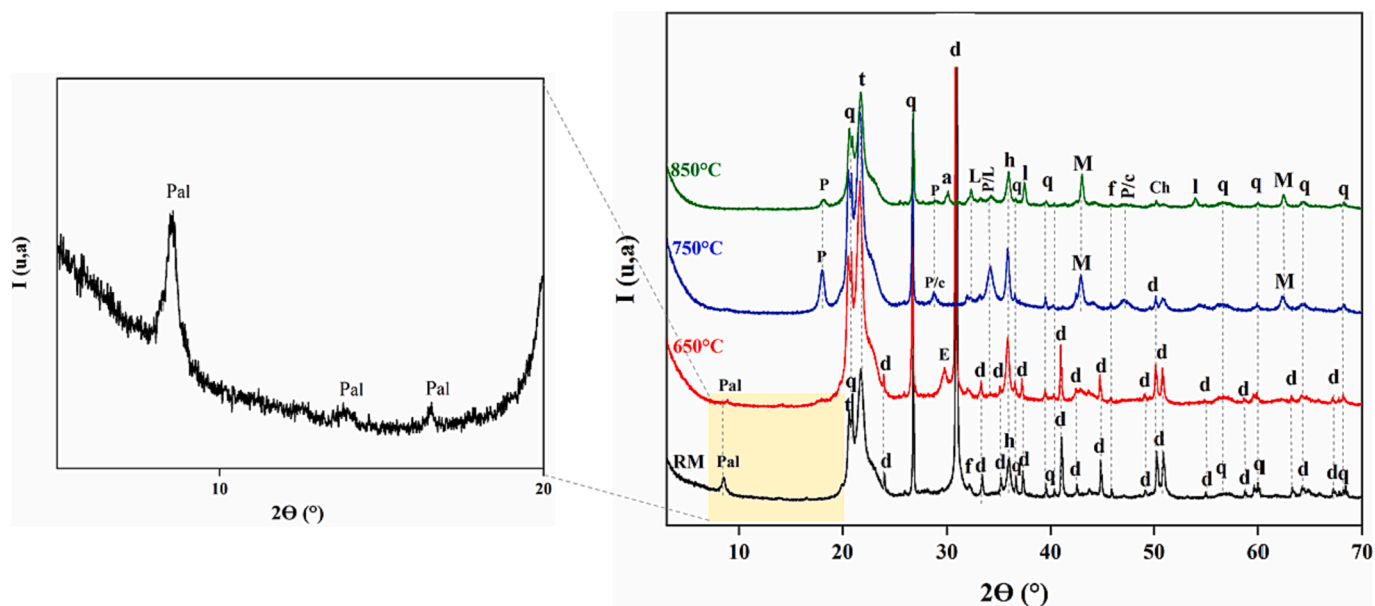 Pal
Pal
Pal
I (u,a)
10
20
2Θ (°)
d
t
q
q
850°C
P
P
a
L
P/L
h
q
l
q
M
f
P/c
Ch
l
q
q
M
q
q
750°C
P
P/c
M
d
M
650°C
Pal
d
E
d
d
d
d
d
d
d
d
d
d
d
d
d
RM
Pal
t
q
d
f
d
d
h
q
d
q
d
d
d
d
d
d
q
d
q
l
d
d
q
I (u,a)
10
20
30
40
50
60
70
2Θ (°)